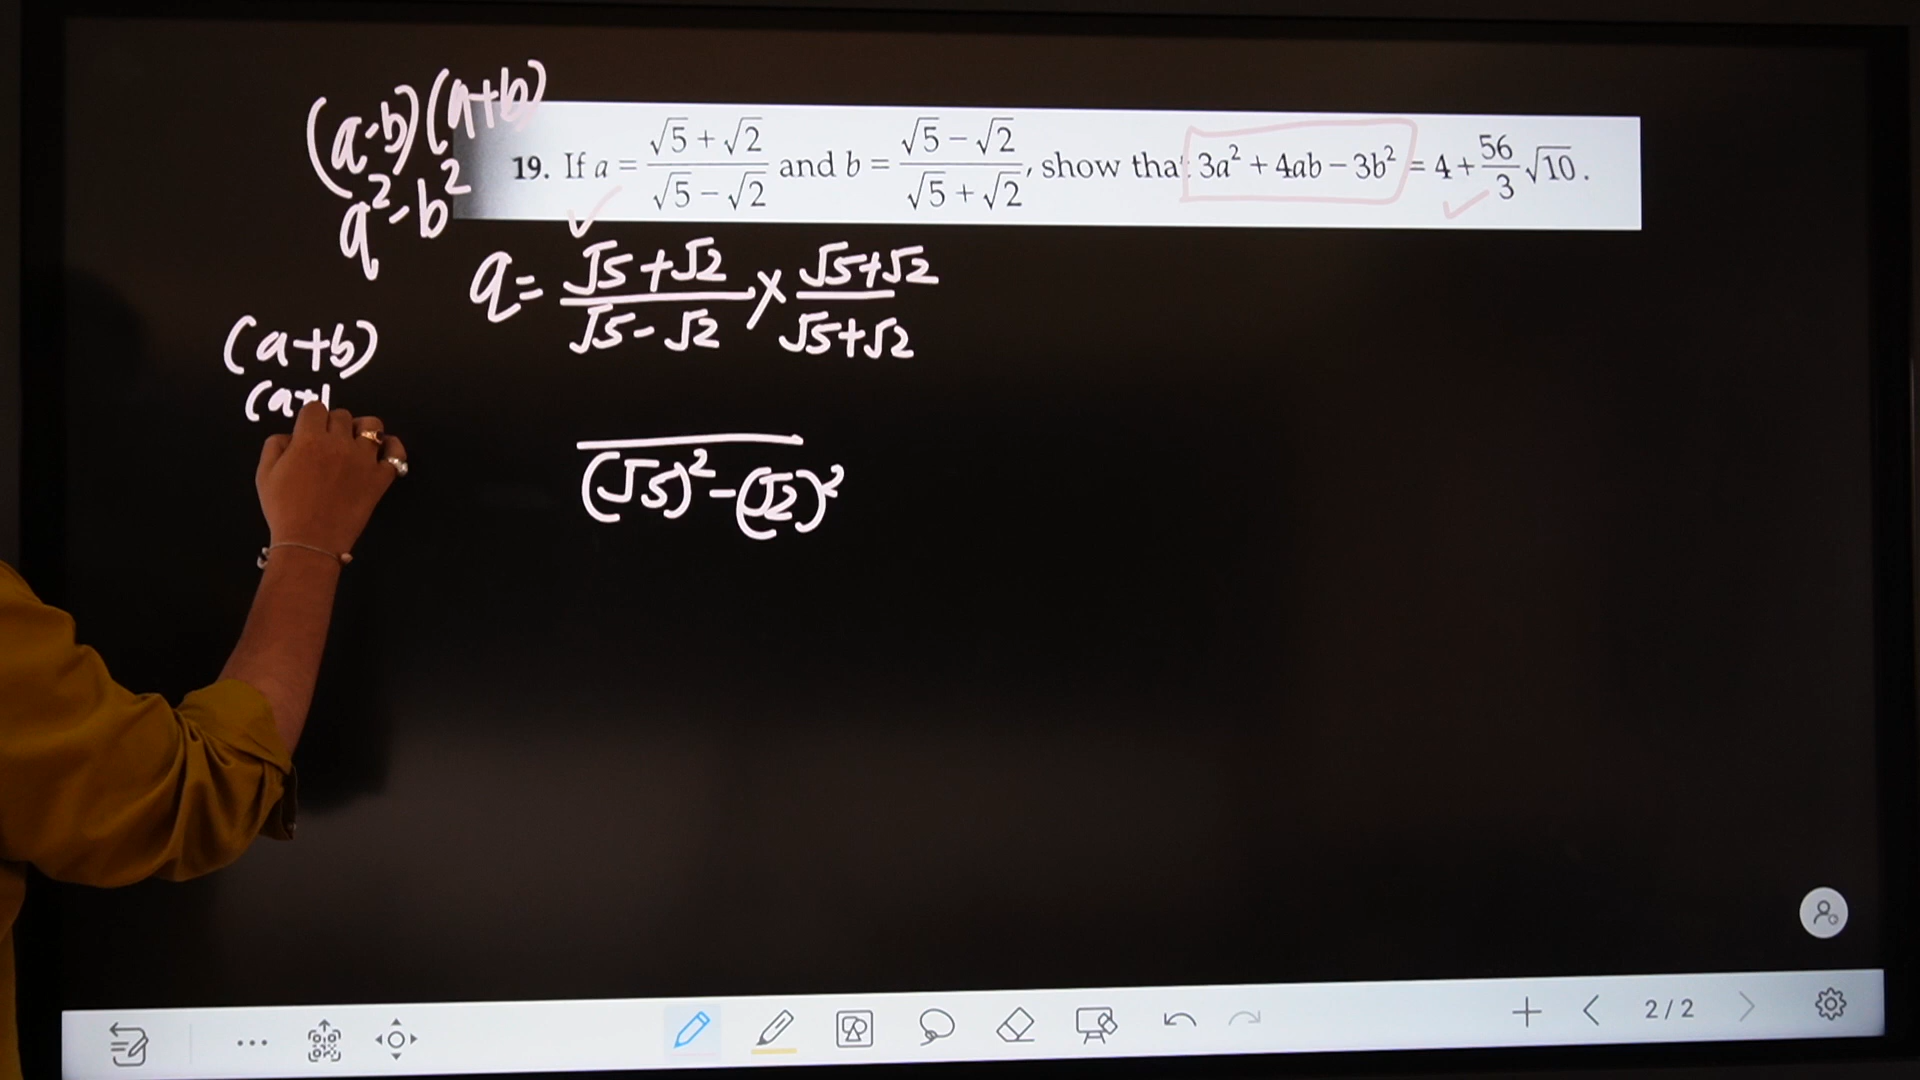 (a-b)(a+b)
a²-b²
19. If a = (√5 + √2)/(√5 − √2) and b = (√5 − √2)/(√5 + √2), show tha 3a² + 4ab − 3b² = 4 + 56/3 √10.
a = (√5+√2)/(√5-√2) × (√5+√2)/(√5+√2)
(a+b)
(a+
(√5)²-(√2)²
2/2